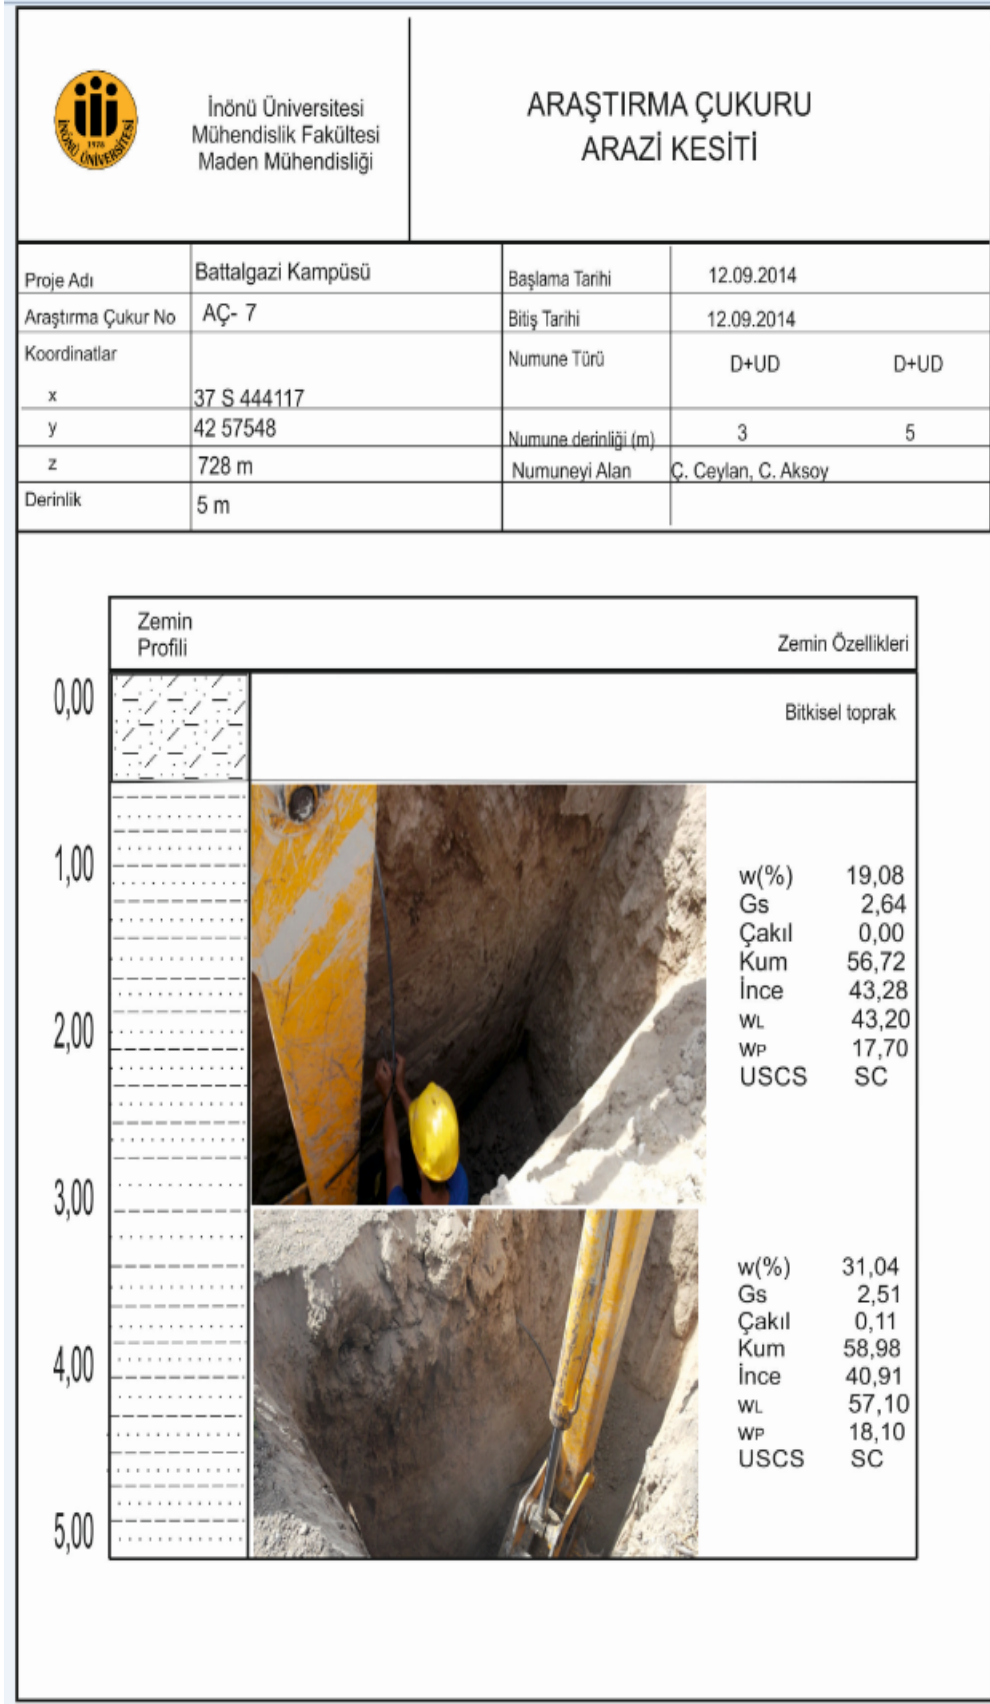 İNÖNÜ ÜNİVERSİTESİ
1975
İnönü Üniversitesi
Mühendislik Fakültesi
Maden Mühendisliği
ARAŞTIRMA ÇUKURU
ARAZİ KESİTİ
Proje Adı Battalgazi Kampüsü Başlama Tarihi 12.09.2014
Araştırma Çukur No AÇ- 7 Bitiş Tarihi 12.09.2014
Koordinatlar Numune Türü D+UD D+UD
x 37 S 444117
y 42 57548 Numune derinliği (m) 3 5
z 728 m Numuneyi Alan Ç. Ceylan, C. Aksoy
Derinlik 5 m
Zemin
Profili
Zemin Özellikleri
0,00 Bitkisel toprak
1,00
w(%) 19,08
Gs 2,64
Çakıl 0,00
Kum 56,72
İnce 43,28
WL 43,20
2,00
WP 17,70
USCS SC
3,00
w(%) 31,04
Gs 2,51
Çakıl 0,11
Kum 58,98
4,00
İnce 40,91
WL 57,10
WP 18,10
USCS SC
5,00